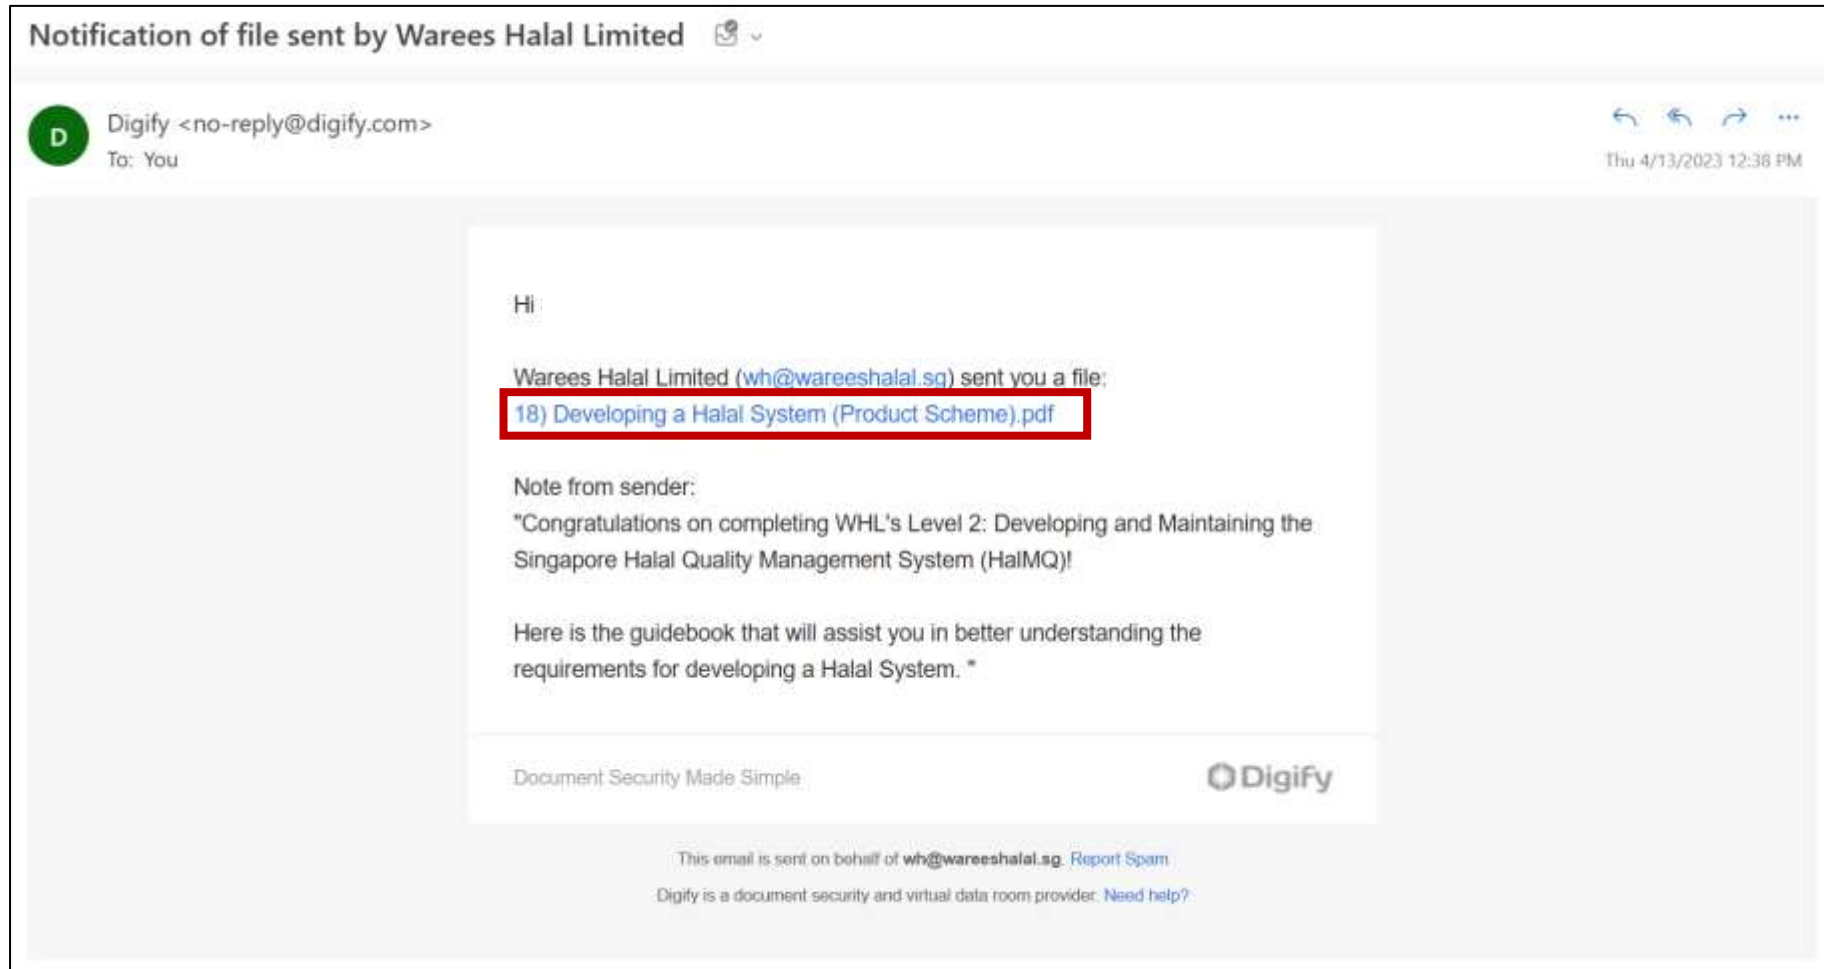 Notification of file sent by Warees Halal Limited
D
Digify <no-reply@digify.com>
To: You
Thu 4/13/2023 12:38 PM
Hi
Warees Halal Limited (wh@wareeshalal.sg) sent you a file:
18) Developing a Halal System (Product Scheme).pdf
Note from sender:
"Congratulations on completing WHL's Level 2: Developing and Maintaining the
Singapore Halal Quality Management System (HalMQ)!
Here is the guidebook that will assist you in better understanding the
requirements for developing a Halal System. "
Document Security Made Simple
Digify
This email is sent on behalf of wh@wareeshalal.sg. Report Spam
Digify is a document security and virtual data room provider. Need help?